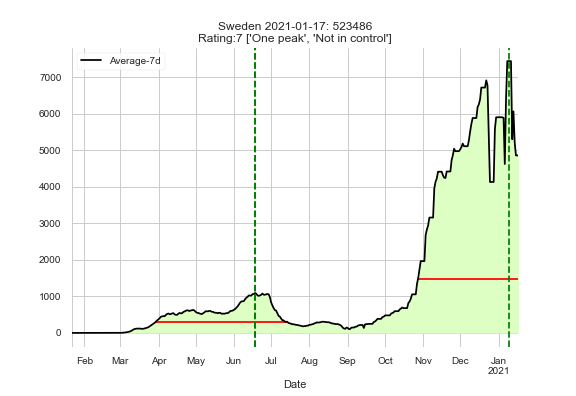 Sweden 2021-01-17: 523486
Rating:7 ['One peak', 'Not in control']
Average-7d
7000
6000
5000
4000
3000
2000
1000
0
Feb Mar Apr May Jun Jul Aug Sep Oct Nov Dec Jan
2021
Date